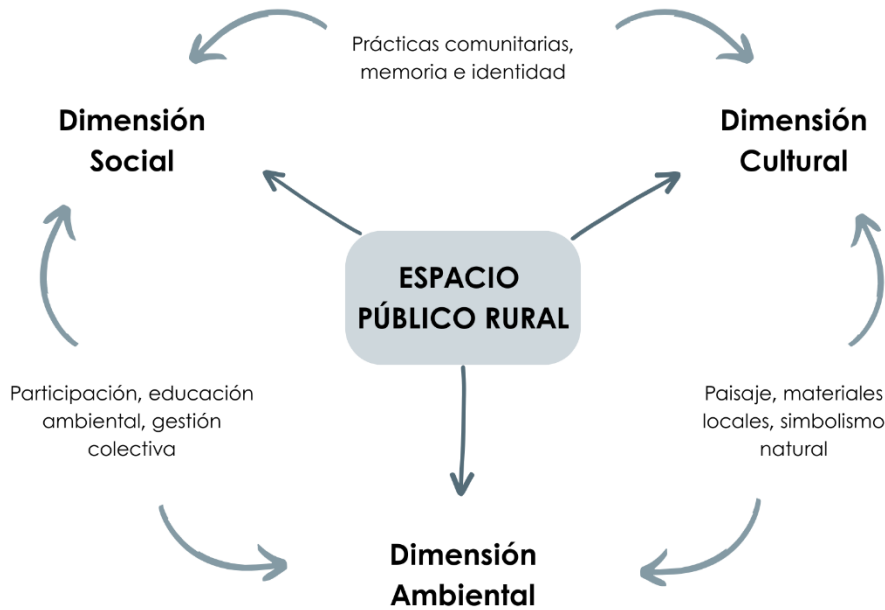 Prácticas comunitarias,
memoria e identidad
Dimensión
Social
Dimensión
Cultural
ESPACIO
PÚBLICO RURAL
Participación, educación
ambiental, gestión
colectiva
Paisaje, materiales
locales, simbolismo
natural
Dimensión
Ambiental